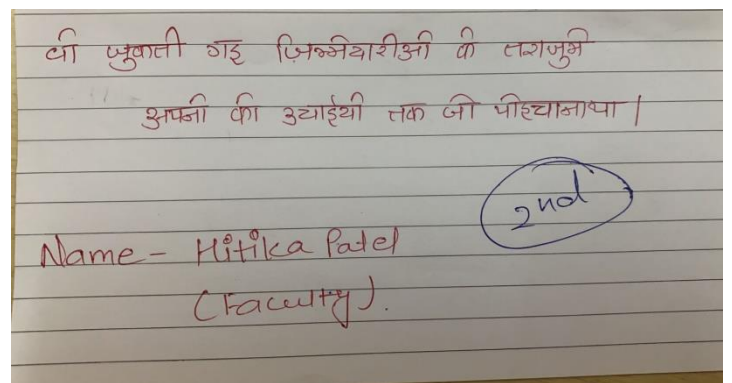 वो जुकती गइ ज़िम्मेदारीओ के तराजुमे
अपनो की उचाईयो तक जो पोहचानाथा |
2nd
Name - Hitika Patel
(Faculty).